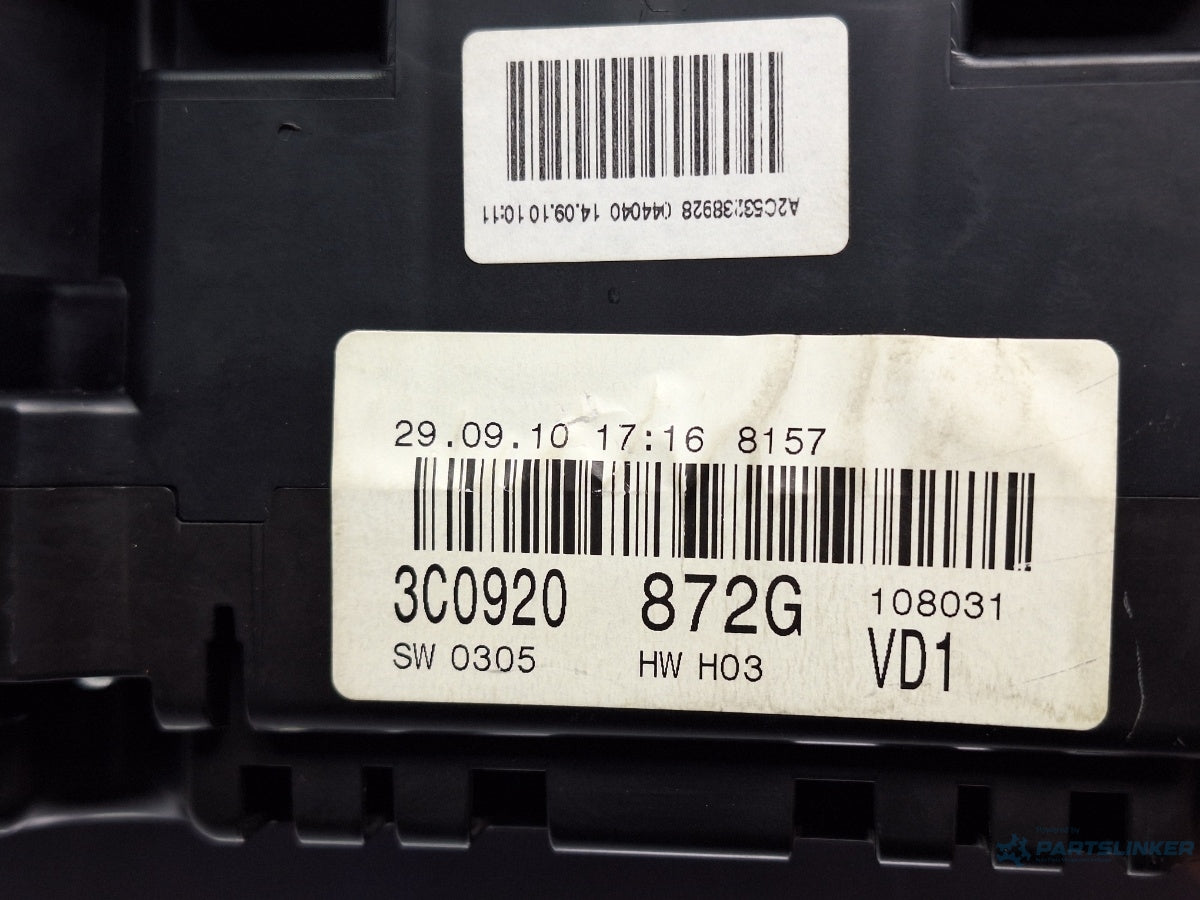 A2C53238928 044040 14.09.10 10:11
29.09.10 17:16 8157
3C0920 872G 108031
SW 0305 HW H03 VD1
PARTSLINKER